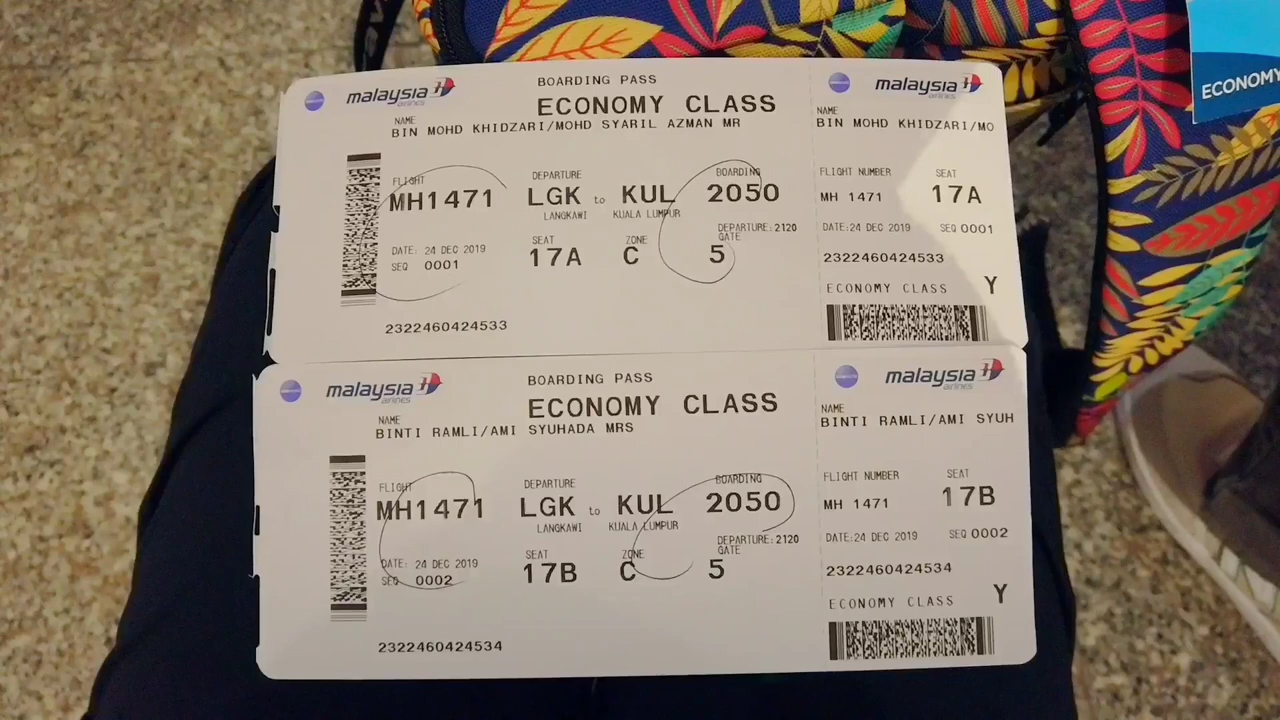 malaysia airlines
BOARDING PASS
ECONOMY CLASS
NAME
BIN MOHD KHIDZARI/MOHD SYARIL AZMAN MR
FLIGHT
MH1471
DEPARTURE
LGK to KUL
LANGKAWI KUALA LUMPUR
BOARDING
2050
DEPARTURE:2120
DATE: 24 DEC 2019
SEQ 0001
SEAT
17A
ZONE
C
GATE
5
2322460424533
malaysia airlines
NAME
BIN MOHD KHIDZARI/MO
FLIGHT NUMBER
MH 1471
SEAT
17A
DATE:24 DEC 2019 SEQ 0001
2322460424533
ECONOMY CLASS Y
malaysia airlines
BOARDING PASS
ECONOMY CLASS
NAME
BINTI RAMLI/AMI SYUHADA MRS
FLIGHT
MH1471
DEPARTURE
LGK to KUL
LANGKAWI KUALA LUMPUR
BOARDING
2050
DEPARTURE:2120
DATE: 24 DEC 2019
SEQ 0002
SEAT
17B
ZONE
C
GATE
5
2322460424534
malaysia airlines
NAME
BINTI RAMLI/AMI SYUH
FLIGHT NUMBER
MH 1471
SEAT
17B
DATE:24 DEC 2019 SEQ 0002
2322460424534
ECONOMY CLASS Y
ECONOMY